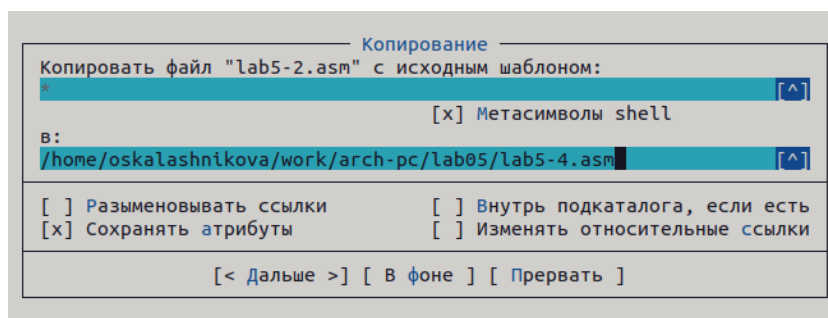 Копирование
Копировать файл "lab5-2.asm" с исходным шаблоном:
* [^]
[x] Метасимволы shell
в:
/home/oskalashnikova/work/arch-pc/lab05/lab5-4.asm [^]
[ ] Разыменовывать ссылки [ ] Внутрь подкаталога, если есть
[x] Сохранять атрибуты [ ] Изменять относительные ссылки
[< Дальше >] [ В фоне ] [ Прервать ]